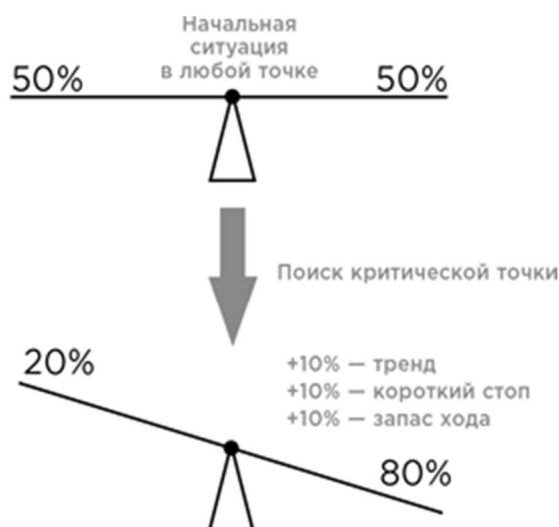 Начальная
ситуация
в любой точке
50%
50%
Поиск критической точки
20%
+10% — тренд
+10% — короткий стоп
+10% — запас хода
80%